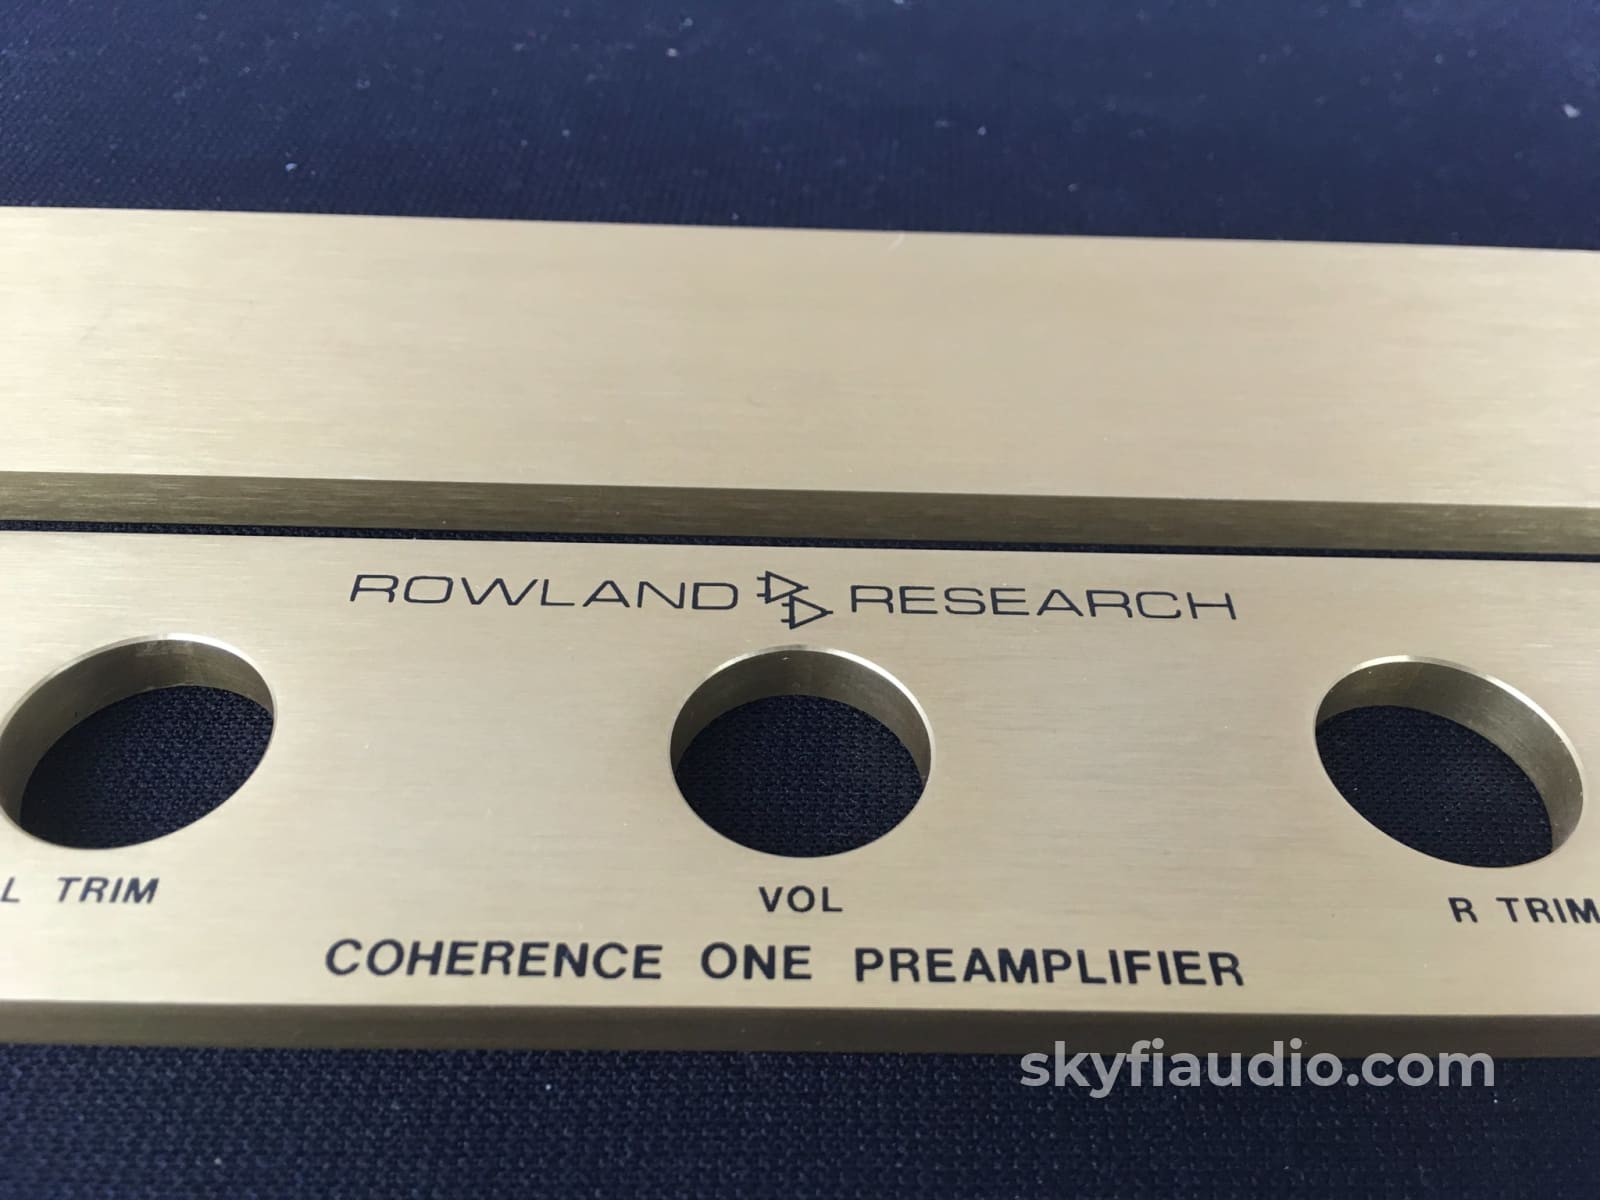 ROWLAND RESEARCH
L TRIM VOL R TRIM
COHERENCE ONE PREAMPLIFIER
skyfiaudio.com